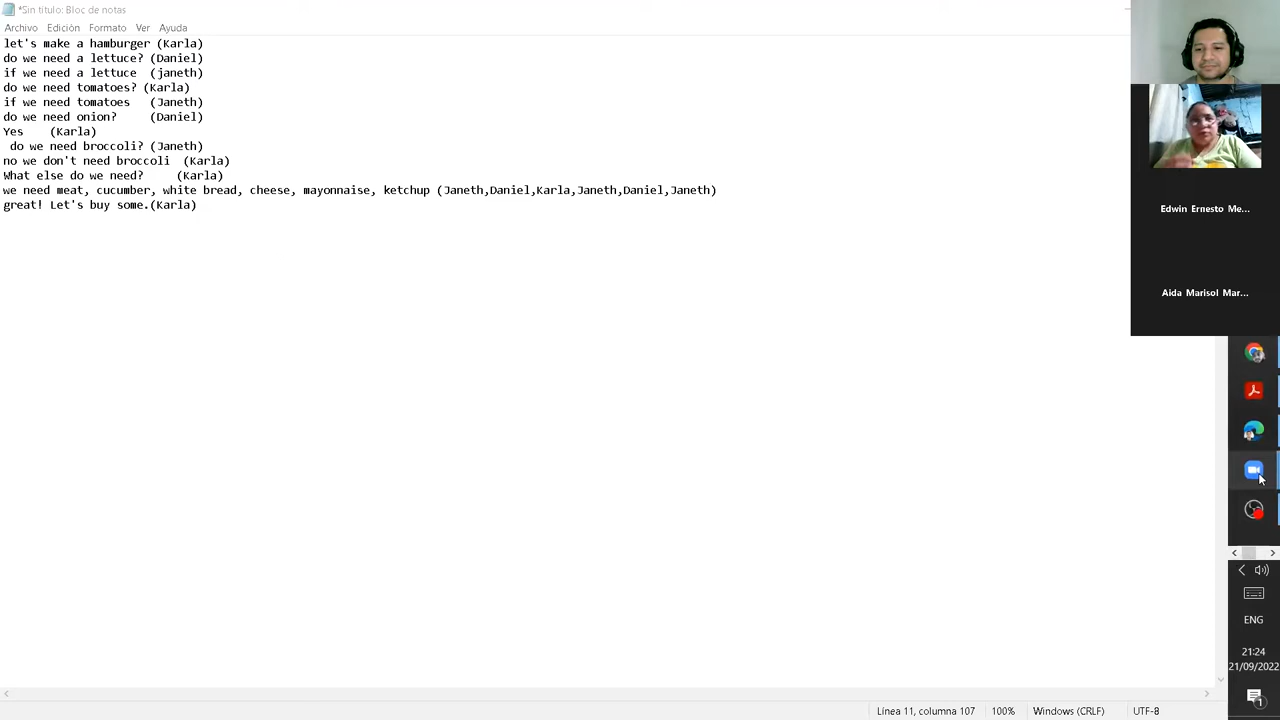 *Sin título: Bloc de notas
Archivo Edición Formato Ver Ayuda
let's make a hamburger (Karla)
do we need a lettuce? (Daniel)
if we need a lettuce (janeth)
do we need tomatoes? (Karla)
if we need tomatoes (Janeth)
do we need onion? (Daniel)
Yes (Karla)
do we need broccoli? (Janeth)
no we don't need broccoli (Karla)
What else do we need? (Karla)
we need meat, cucumber, white bread, cheese, mayonnaise, ketchup (Janeth,Daniel,Karla,Janeth,Daniel,Janeth)
great! Let's buy some.(Karla)
Edwin Ernesto Me...
Aida Marisol Mar...
ENG
21:24
21/09/2022
1
Línea 11, columna 107 100% Windows (CRLF) UTF-8